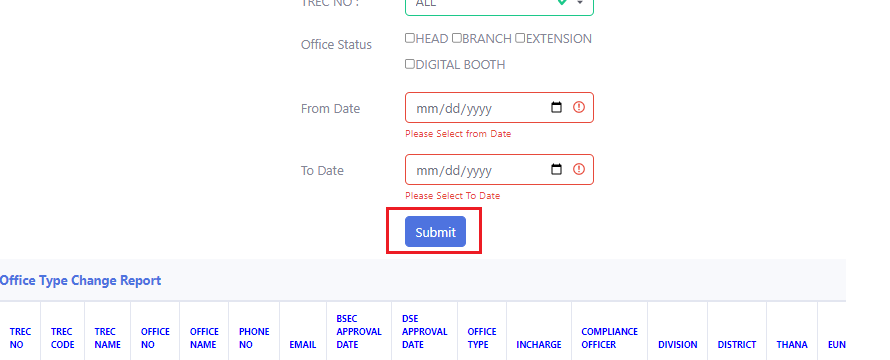 TREC NO :
ALL
Office Status
HEAD BRANCH EXTENSION
DIGITAL BOOTH
From Date
mm/dd/yyyy
Please Select from Date
To Date
mm/dd/yyyy
Please Select To Date
Submit
Office Type Change Report
TREC NO
TREC CODE
TREC NAME
OFFICE NO
OFFICE NAME
PHONE NO
EMAIL
BSEC APPROVAL DATE
DSE APPROVAL DATE
OFFICE TYPE
INCHARGE
COMPLIANCE OFFICER
DIVISION
DISTRICT
THANA
EUN